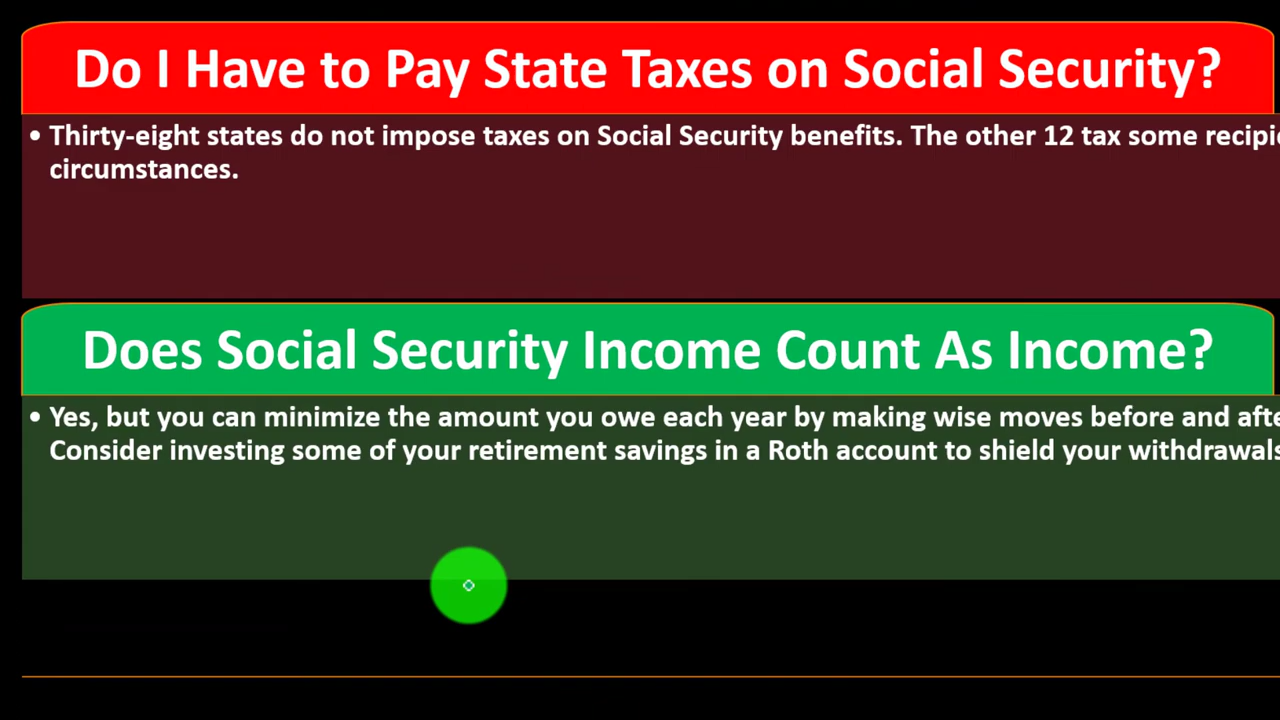 Do I Have to Pay State Taxes on Social Security?
• Thirty-eight states do not impose taxes on Social Security benefits. The other 12 tax some
circumstances.
Does Social Security Income Count As Income?
• Yes, but you can minimize the amount you owe each year by making wise moves before and
Consider investing some of your retirement savings in a Roth account to shield your withdrawals